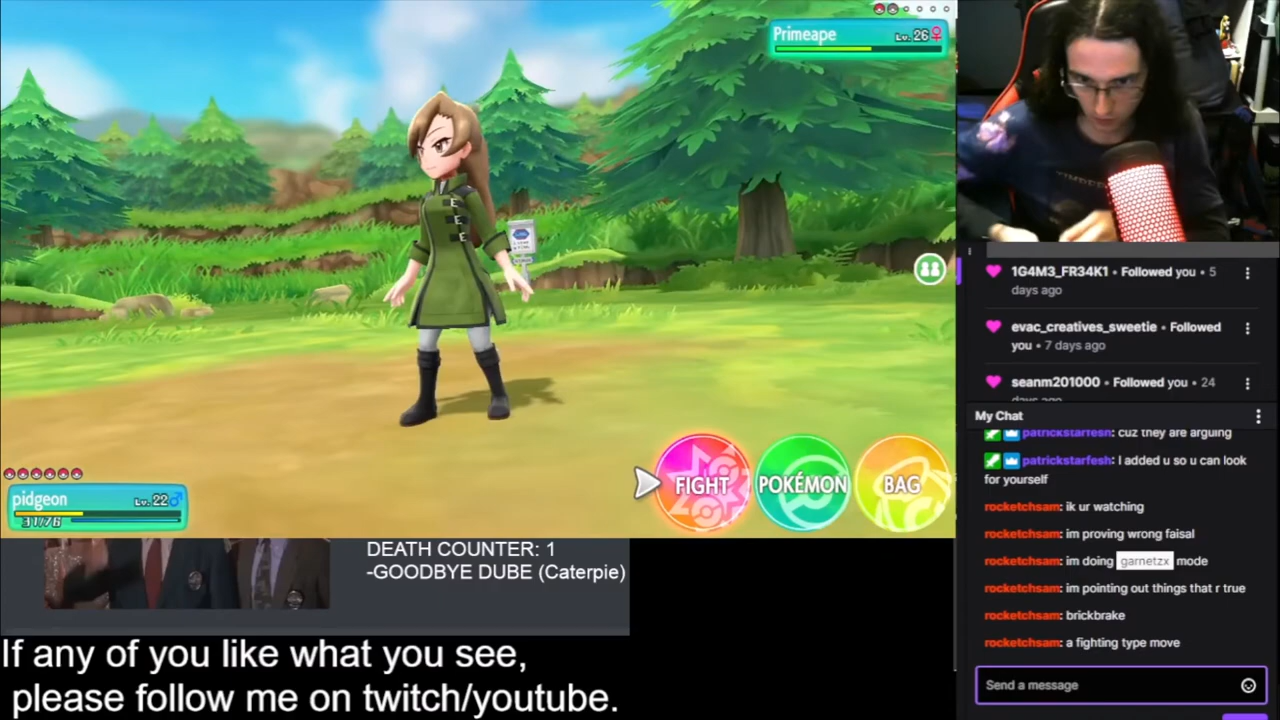 Primeape Lv. 26♀
pidgeon Lv. 22♂
31/76
FIGHT
POKÉMON
BAG
DEATH COUNTER: 1
-GOODBYE DUBE (Caterpie)
If any of you like what you see,
please follow me on twitch/youtube.
1G4M3_FR34K1 • Followed you • 5
days ago
evac_creatives_sweetie • Followed
you • 7 days ago
seanm201000 • Followed you • 24
days ago
My Chat
patrickstarfesh: cuz they are arguing
patrickstarfesh: I added u so u can look
for yourself
rocketchsam: ik ur watching
rocketchsam: im proving wrong faisal
rocketchsam: im doing garnetzx mode
rocketchsam: im pointing out things that r true
rocketchsam: brickbrake
rocketchsam: a fighting type move
Send a message